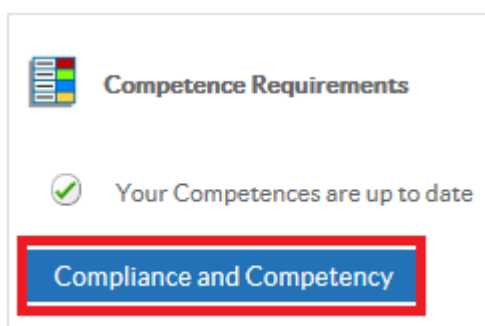 Competence Requirements
Your Competences are up to date
Compliance and Competency